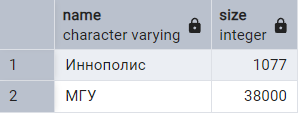 name size
character varying integer
1 Иннополис 1077
2 МГУ 38000